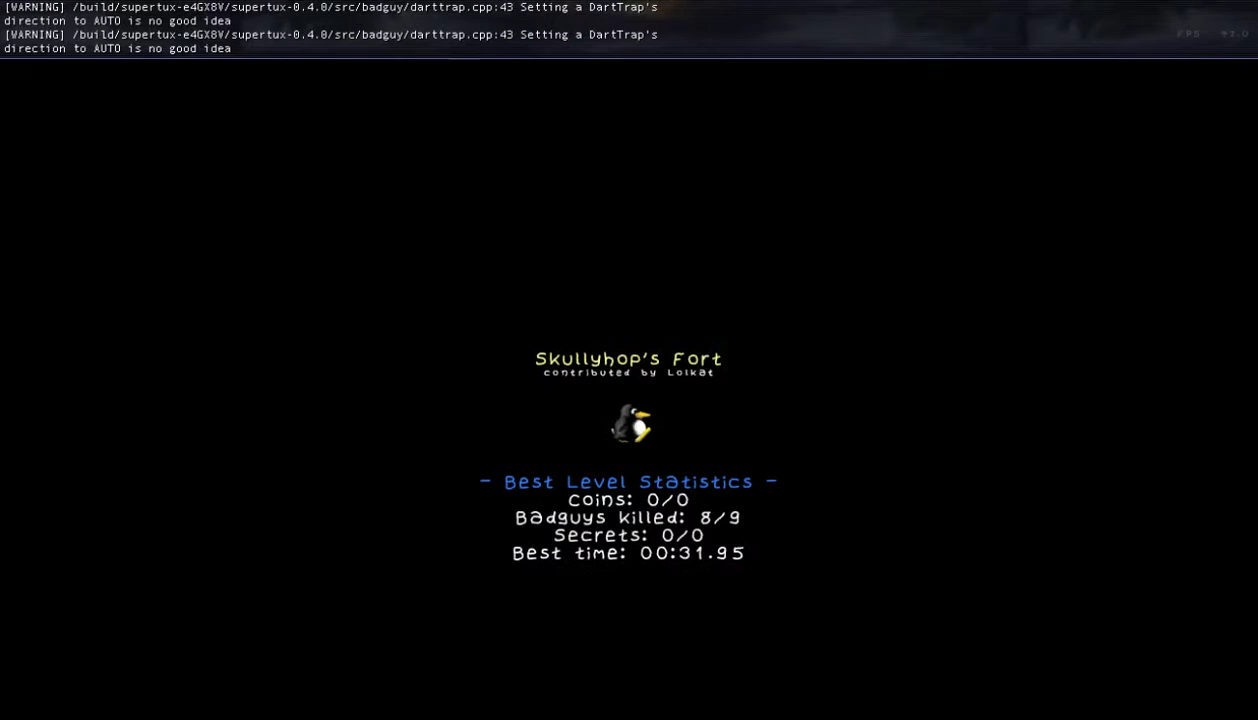 [WARNING] /build/supertux-e4GX8V/supertux-0.4.0/src/badguy/darttrap.cpp:43 Setting a DartTrap's
direction to AUTO is no good idea
[WARNING] /build/supertux-e4GX8V/supertux-0.4.0/src/badguy/darttrap.cpp:43 Setting a DartTrap's
direction to AUTO is no good idea
FPS 92.0
Skullyhop's Fort
contributed by Lolkat
- Best Level Statistics -
Coins: 0/0
Badguys killed: 8/9
Secrets: 0/0
Best time: 00:31.95